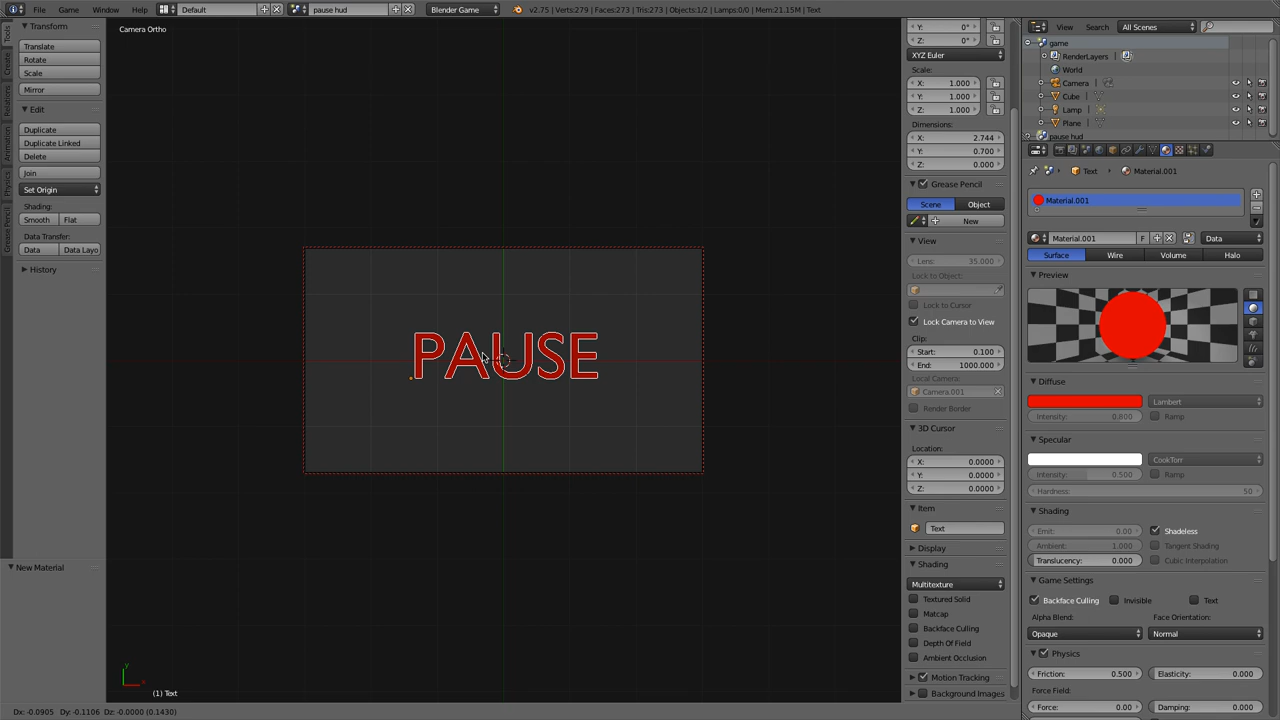 File Game Window Help Default pause hud Blender Game v2.75 | Verts:279 | Faces:273 | Tris:273 | Objects:1/2 | Lamps:0/0 | Mem:21.15M | Text
Tools
Create
Relations
Animation
Physics
Grease Pencil
Transform
Translate
Rotate
Scale
Mirror
Edit
Duplicate
Duplicate Linked
Delete
Join
Set Origin
Shading:
Smooth Flat
Data Transfer:
Data Data Layo
History
New Material
Camera Ortho
PAUSE
y
x
(1) Text
Dx: -0.0905 Dy: -0.1106 Dz: -0.0000 (0.1430)
Y: 0°
Z: 0°
XYZ Euler
Scale:
X: 1.000
Y: 1.000
Z: 1.000
Dimensions:
X: 2.744
Y: 0.700
Z: 0.000
Grease Pencil
Scene Object
New
View
Lens: 35.000
Lock to Object:
Lock to Cursor
Lock Camera to View
Clip:
Start: 0.100
End: 1000.000
Local Camera:
Camera.001
Render Border
3D Cursor
Location:
X: 0.0000
Y: 0.0000
Z: 0.0000
Item
Text
Display
Shading
Multitexture
Textured Solid
Matcap
Backface Culling
Depth Of Field
Ambient Occlusion
Motion Tracking
Background Images
View Search All Scenes
game
RenderLayers
World
Camera
Cube
Lamp
Plane
pause hud
Text Material.001
Material.001
Material.001 F Data
Surface Wire Volume Halo
Preview
Diffuse
Lambert
Intensity: 0.800 Ramp
Specular
CookTorr
Intensity: 0.500 Ramp
Hardness: 50
Shading
Emit: 0.00 Shadeless
Ambient: 1.000 Tangent Shading
Translucency: 0.000 Cubic Interpolation
Game Settings
Backface Culling Invisible Text
Alpha Blend: Face Orientation:
Opaque Normal
Physics
Friction: 0.500 Elasticity: 0.000
Force Field:
Force: 0.00 Damping: 0.000